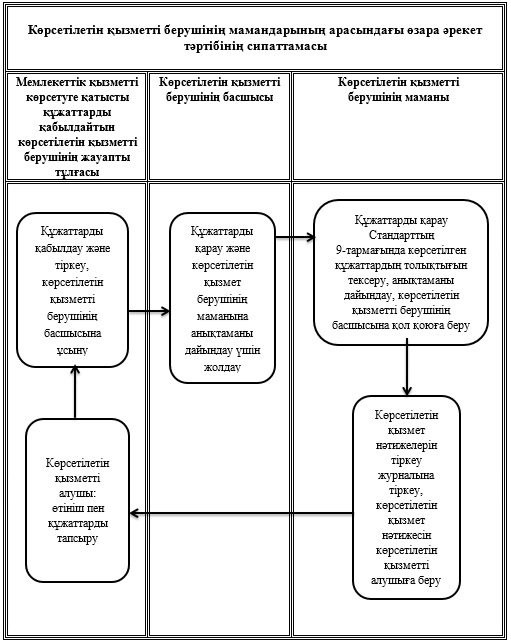 Көрсетілетін қызметті берушінің мамандарының арасындағы өзара әрекет
тәртібінің сипаттамасы
Мемлекеттік қызметті
көрсетуге қатысты
құжаттарды
қабылдайтын
көрсетілетін қызметті
берушінің жауапты
тұлғасы
Көрсетілетін қызметті
берушінің басшысы
Көрсетілетін қызметті
берушінің маманы
Құжаттарды
қабылдау және
тіркеу,
көрсетілетін
қызметті
берушінің
басшысына
ұсыну
Құжаттарды
қарау және
көрсетілетін
қызмет
берушінің
маманына
анықтаманы
дайындау үшін
жолдау
Құжаттарды қарау
Стандарттың
9-тармағында көрсетілген
құжаттардың толықтығын
тексеру, анықтаманы
дайындау, көрсетілетін
қызметті берушінің
басшысына қол қоюға беру
Көрсетілетін
қызметті
алушы:
өтініш пен
құжаттарды
тапсыру
Көрсетілетін
қызмет
нәтижелерін
тіркеу
журналына
тіркеу,
көрсетілетін
қызмет
нәтижесін
көрсетілетін
қызметті
алушыға беру